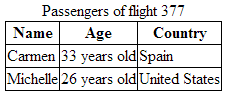 Passengers of flight 377
Name Age Country
Carmen 33 years old Spain
Michelle 26 years old United States